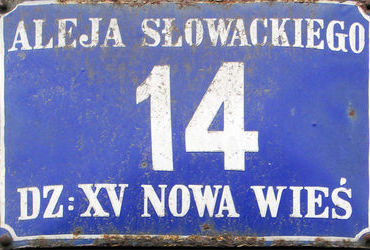 ALEJA SŁOWACKIEGO
14
DZ: XV NOWA WIEŚ